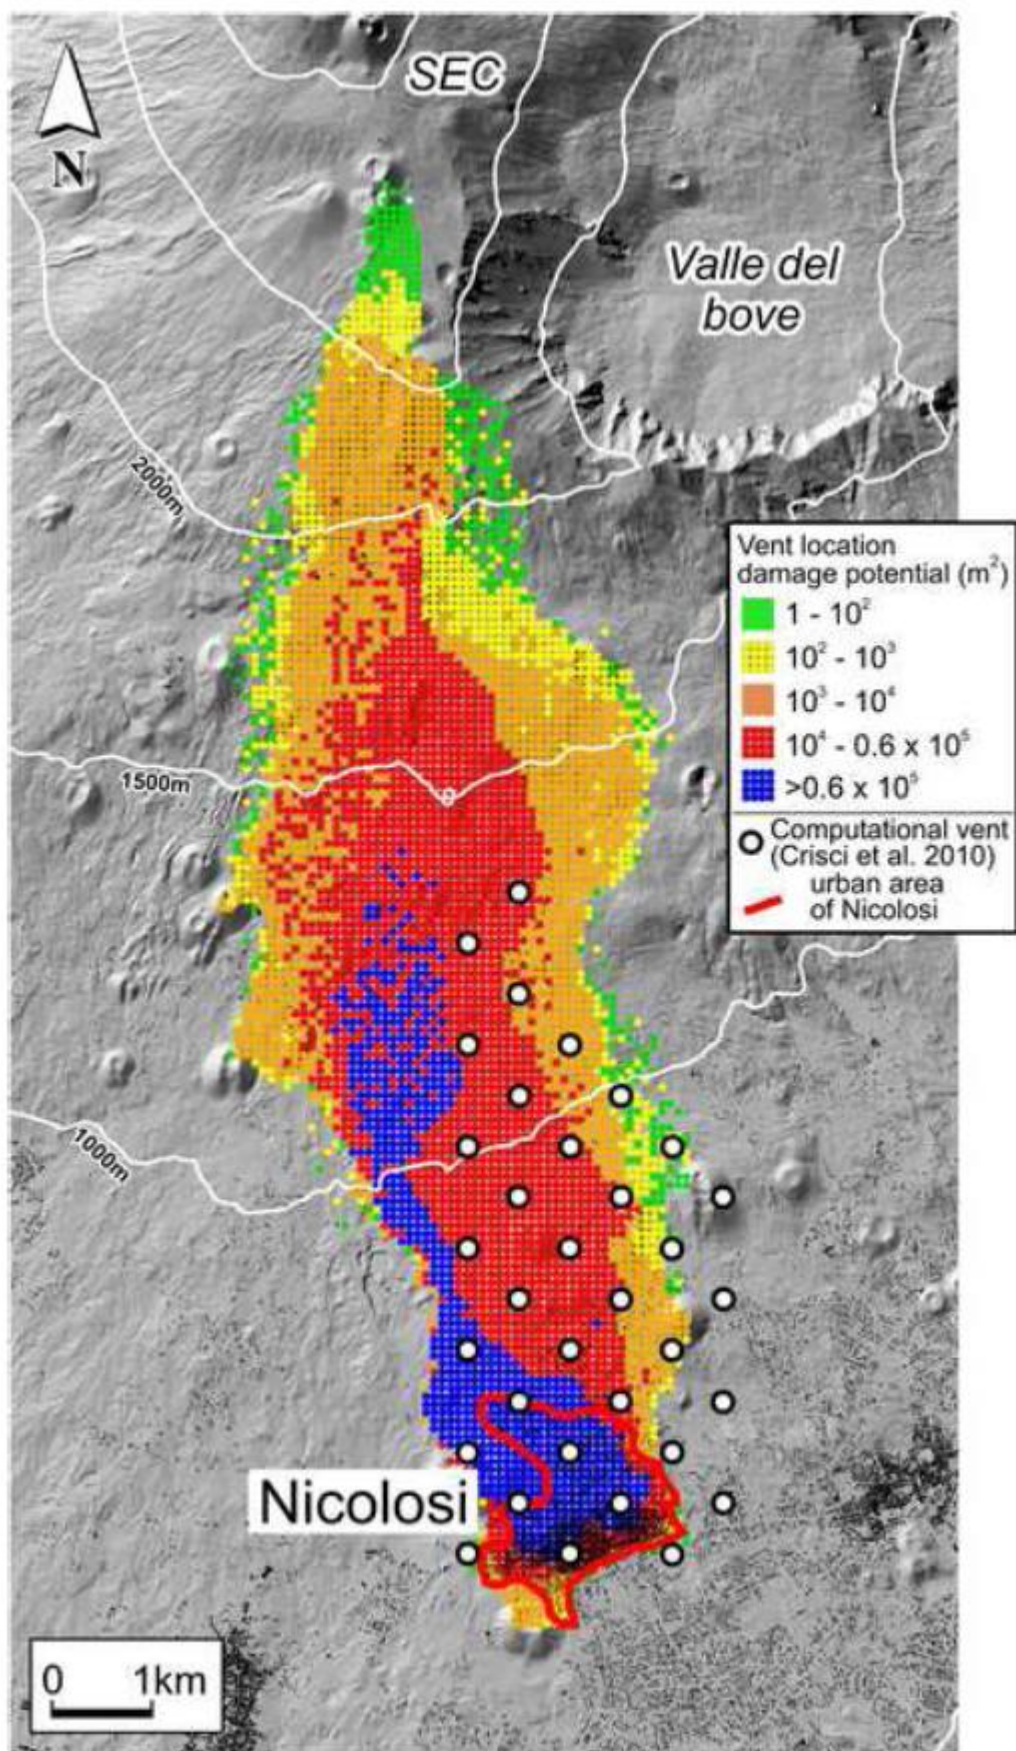 SEC
N
Valle del
bove
2000m
Vent location
damage potential (m²)
1 - 10²
10² - 10³
10³ - 10⁴
10⁴ - 0.6 x 10⁵
>0.6 x 10⁵
Computational vent
(Crisci et al. 2010)
urban area
of Nicolosi
1500m
1000m
Nicolosi
0 1km